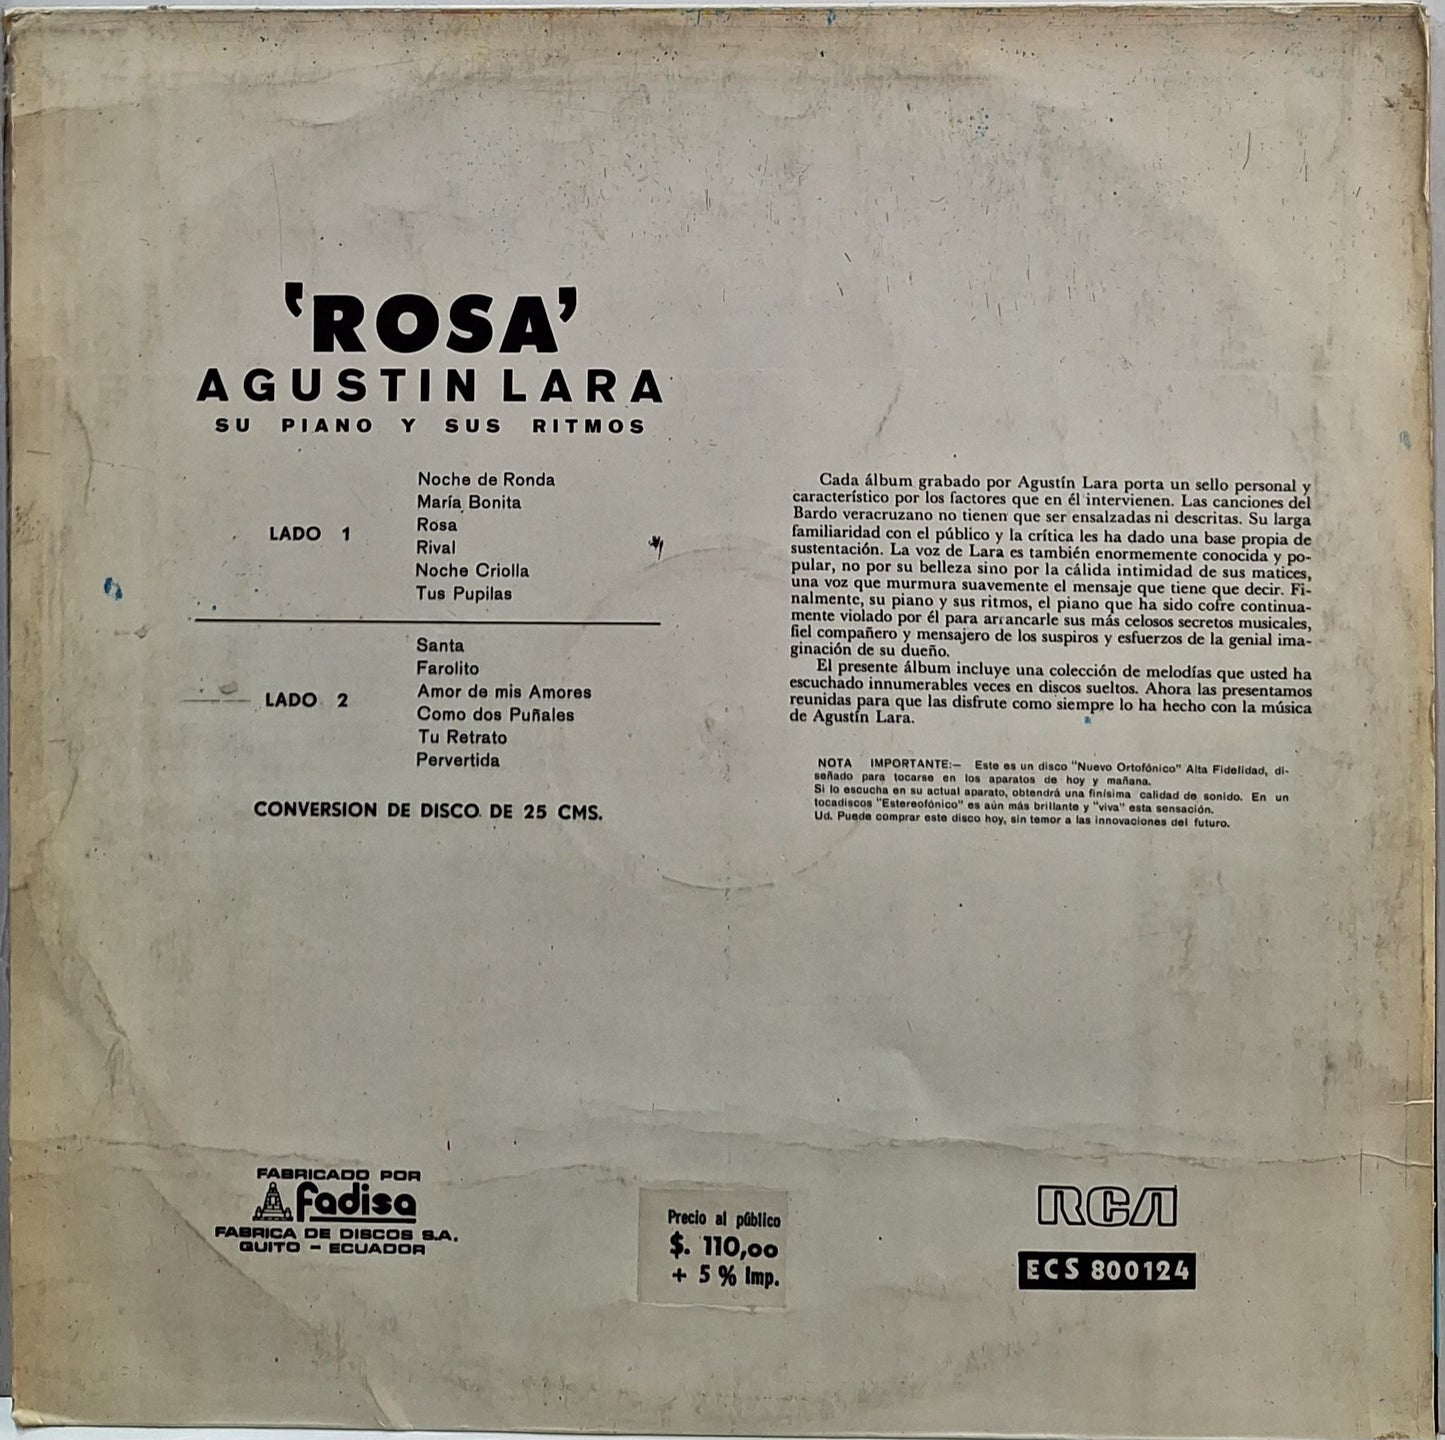 ‘ROSA’
AGUSTIN LARA
SU PIANO Y SUS RITMOS
LADO 1
Noche de Ronda
María Bonita
Rosa
Rival
Noche Criolla
Tus Pupilas
LADO 2
Santa
Farolito
Amor de mis Amores
Como dos Puñales
Tu Retrato
Pervertida
CONVERSION DE DISCO DE 25 CMS.
Cada álbum grabado por Agustín Lara porta un sello personal y
característico por los factores que en él intervienen. Las canciones del
Bardo veracruzano no tienen que ser ensalzadas ni descritas. Su larga
familiaridad con el público y la crítica les ha dado una base propia de
sustentación. La voz de Lara es también enormemente conocida y po-
pular, no por su belleza sino por la cálida intimidad de sus matices,
una voz que murmura suavemente el mensaje que tiene que decir. Fi-
nalmente, su piano y sus ritmos, el piano que ha sido cofre continua-
mente violado por él para arrancarle sus más celosos secretos musicales,
fiel compañero y mensajero de los suspiros y esfuerzos de la genial ima-
ginación de su dueño.
El presente álbum incluye una colección de melodías que usted ha
escuchado innumerables veces en discos sueltos. Ahora las presentamos
reunidas para que las disfrute como siempre lo ha hecho con la música
de Agustín Lara.
NOTA IMPORTANTE:— Este es un disco "Nuevo Ortofónico" Alta Fidelidad, di-
señado para tocarse en los aparatos de hoy y mañana.
Si lo escucha en su actual aparato, obtendrá una finísima calidad de sonido. En un
tocadiscos "Estereofónico" es aún más brillante y "viva" esta sensación.
Ud. Puede comprar este disco hoy, sin temor a las innovaciones del futuro.
FABRICADO POR
fadisa
FABRICA DE DISCOS S.A.
QUITO - ECUADOR
Precio al público
$. 110,00
+ 5 % Imp.
RCA
ECS 800124